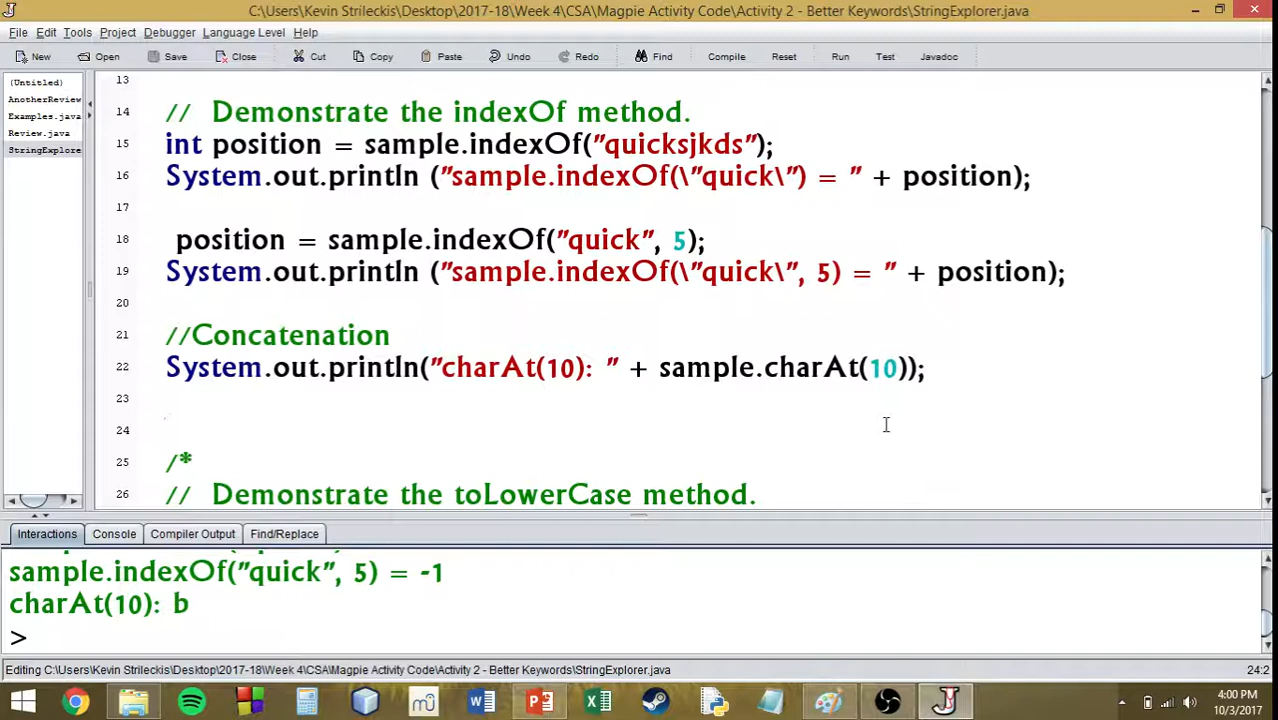 C:\Users\Kevin Strileckis\Desktop\2017-18\Week 4\CSA\Magpie Activity Code\Activity 2 - Better Keywords\StringExplorer.java
File Edit Tools Project Debugger Language Level Help
New Open Save Close Cut Copy Paste Undo Redo Find Compile Reset Run Test Javadoc
(Untitled)
AnotherReview
Examples.java
Review.java
StringExplore
13
14 // Demonstrate the indexOf method.
15 int position = sample.indexOf("quicksjkds");
16 System.out.println ("sample.indexOf(\"quick\") = " + position);
17
18 position = sample.indexOf("quick", 5);
19 System.out.println ("sample.indexOf(\"quick\", 5) = " + position);
20
21 //Concatenation
22 System.out.println("charAt(10): " + sample.charAt(10));
23
24
25 /*
26 // Demonstrate the toLowerCase method.
Interactions Console Compiler Output Find/Replace
sample.indexOf("quick", 5) = -1
charAt(10): b
>
Editing C:\Users\Kevin Strileckis\Desktop\2017-18\Week 4\CSA\Magpie Activity Code\Activity 2 - Better Keywords\StringExplorer.java 24:2
4:00 PM
10/3/2017